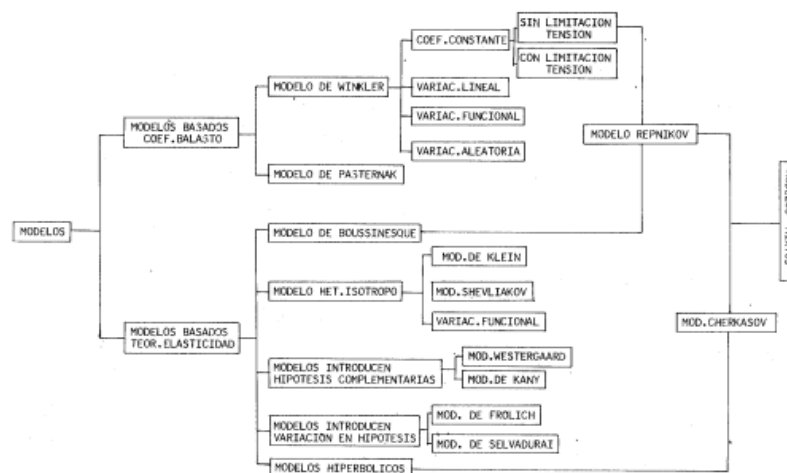 SIN LIMITACION
TENSION
COEF.CONSTANTE
CON LIMITACION
TENSION
MODELO DE WINKLER
VARIAC.LINEAL
VARIAC.FUNCIONAL
MODELOS BASADOS
COEF.BALASTO
MODELO REPNIKOV
VARIAC.ALEATORIA
MODELO DE PASTERNAK
MODELOS
MODELO DE BOUSSINESQUE
MOD.DE KLEIN
MODELO HET.ISOTROPO
MOD.SHEVLIAKOV
VARIAC.FUNCIONAL
MOD.CHERKASOV
MODELOS BASADOS
TEOR.ELASTICIDAD
MOD.WESTERGAARD
MODELOS INTRODUCEN
HIPOTESIS COMPLEMENTARIAS
MOD.DE KANY
MOD. DE FROLICH
MODELOS INTRODUCEN
VARIACION EN HIPOTESIS
MOD. DE SELVADURAI
MODELOS HIPERBOLICOS